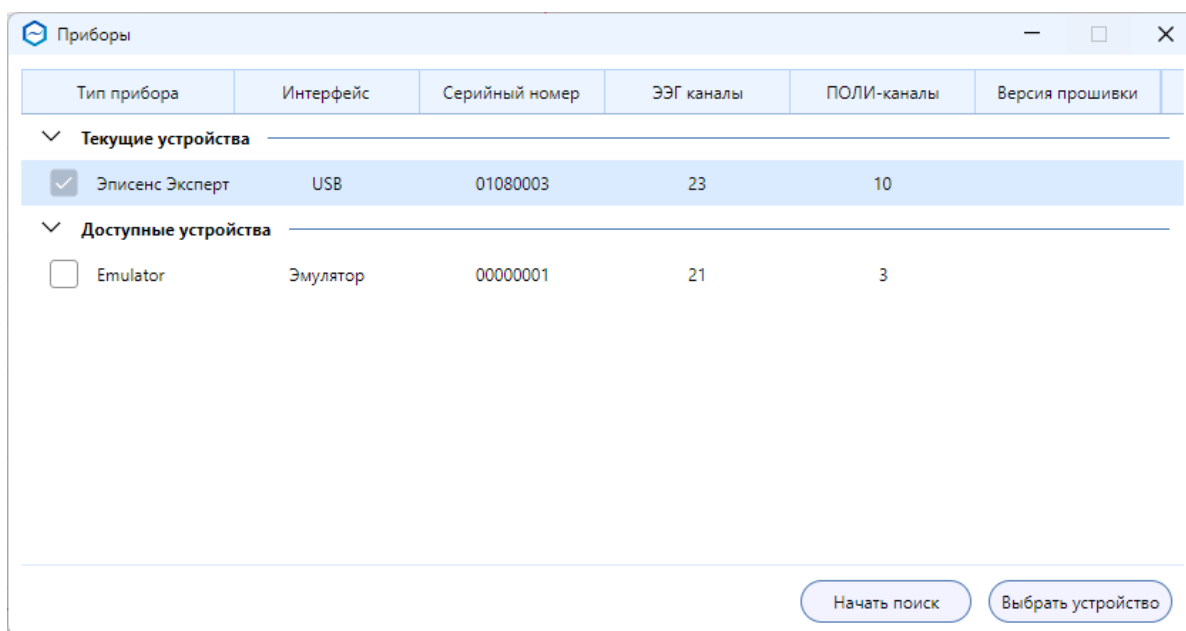 Приборы
Тип прибора Интерфейс Серийный номер ЭЭГ каналы ПОЛИ-каналы Версия прошивки
Текущие устройства
Эписенс Эксперт USB 01080003 23 10
Доступные устройства
Emulator Эмулятор 00000001 21 3
Начать поиск Выбрать устройство